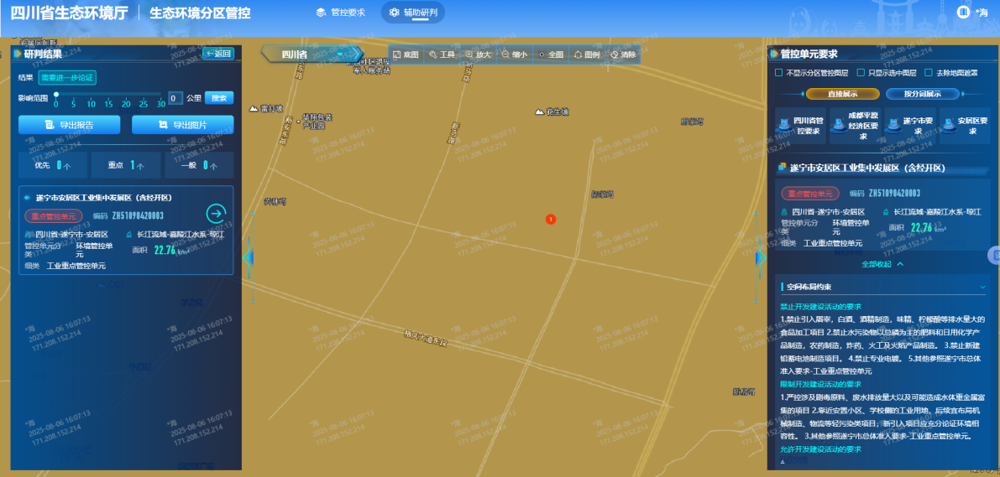 四川省生态环境厅
生态环境分区管控
管控要求
辅助研判
*海
研判结果
返回
结果 需要进一步论证
影响范围 0 5 10 15 20 25 30 0 公里 搜索
导出报告
导出图片
优先 0个
重点 1个
一般 0个
遂宁市安居区工业集中发展区（含经开区）
重点管控单元 编码 ZH51090420003
四川省-遂宁市-安居区
长江流域-嘉陵江水系-琼江
管控单元分类 环境管控单元
面积 22.76 km²
细类 工业重点管控单元
四川省
底图
工具
放大
缩小
全图
图例
清除
军人服务站
雷打坡
华翔包装
产业园
花生坡
1
管控单元要求
不显示分区管控图层
只显示选中图层
去除地图遮罩
直接展示
按分词展示
四川省管控要求
成都平原经济区要求
遂宁市要求
安居区要求
遂宁市安居区工业集中发展区（含经开区）
重点管控单元 编码 ZH51090420003
四川省-遂宁市-安居区
长江流域-嘉陵江水系-琼江
管控单元分类 环境管控单元
面积 22.76 km²
细类 工业重点管控单元
全部收起
空间布局约束
禁止开发建设活动的要求
1.禁止引入屠宰，白酒、酒精制造，味精、柠檬酸等排水量大的
食品加工项目 2.禁止水污染物以总磷为主的肥料和日用化学产
品制造，农药制造，炸药、火工及火焰产品制造。 3.禁止新建
铅蓄电池制造项目。 4.禁止专业电镀。 5.其他参照遂宁市总体
准入要求-工业重点管控单元
限制开发建设活动的要求
1.严控涉及剧毒原料、废水排放量大以及可能造成水体重金属富
集的项目 2.靠近安置小区、学校侧的工业用地，后续宜布局机
械制造、物流等轻污染类项目，新引入项目应充分论证环境相
容性。 3.其他参照遂宁市总体准入要求-工业重点管控单元。
允许开发建设活动的要求
*海
2025-08-06 16:07:13
171.208.152.214